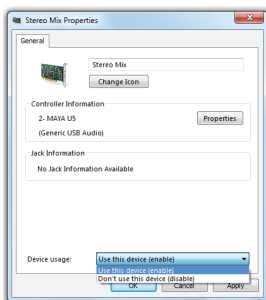 Stereo Mix Properties
General
Stereo Mix
Change Icon
Controller Information
2- MAYA U5
Properties
(Generic USB Audio)
Jack Information
No Jack Information Available
Device usage:
Use this device (enable)
Use this device (enable)
Don't use this device (disable)
OK
Cancel
Apply